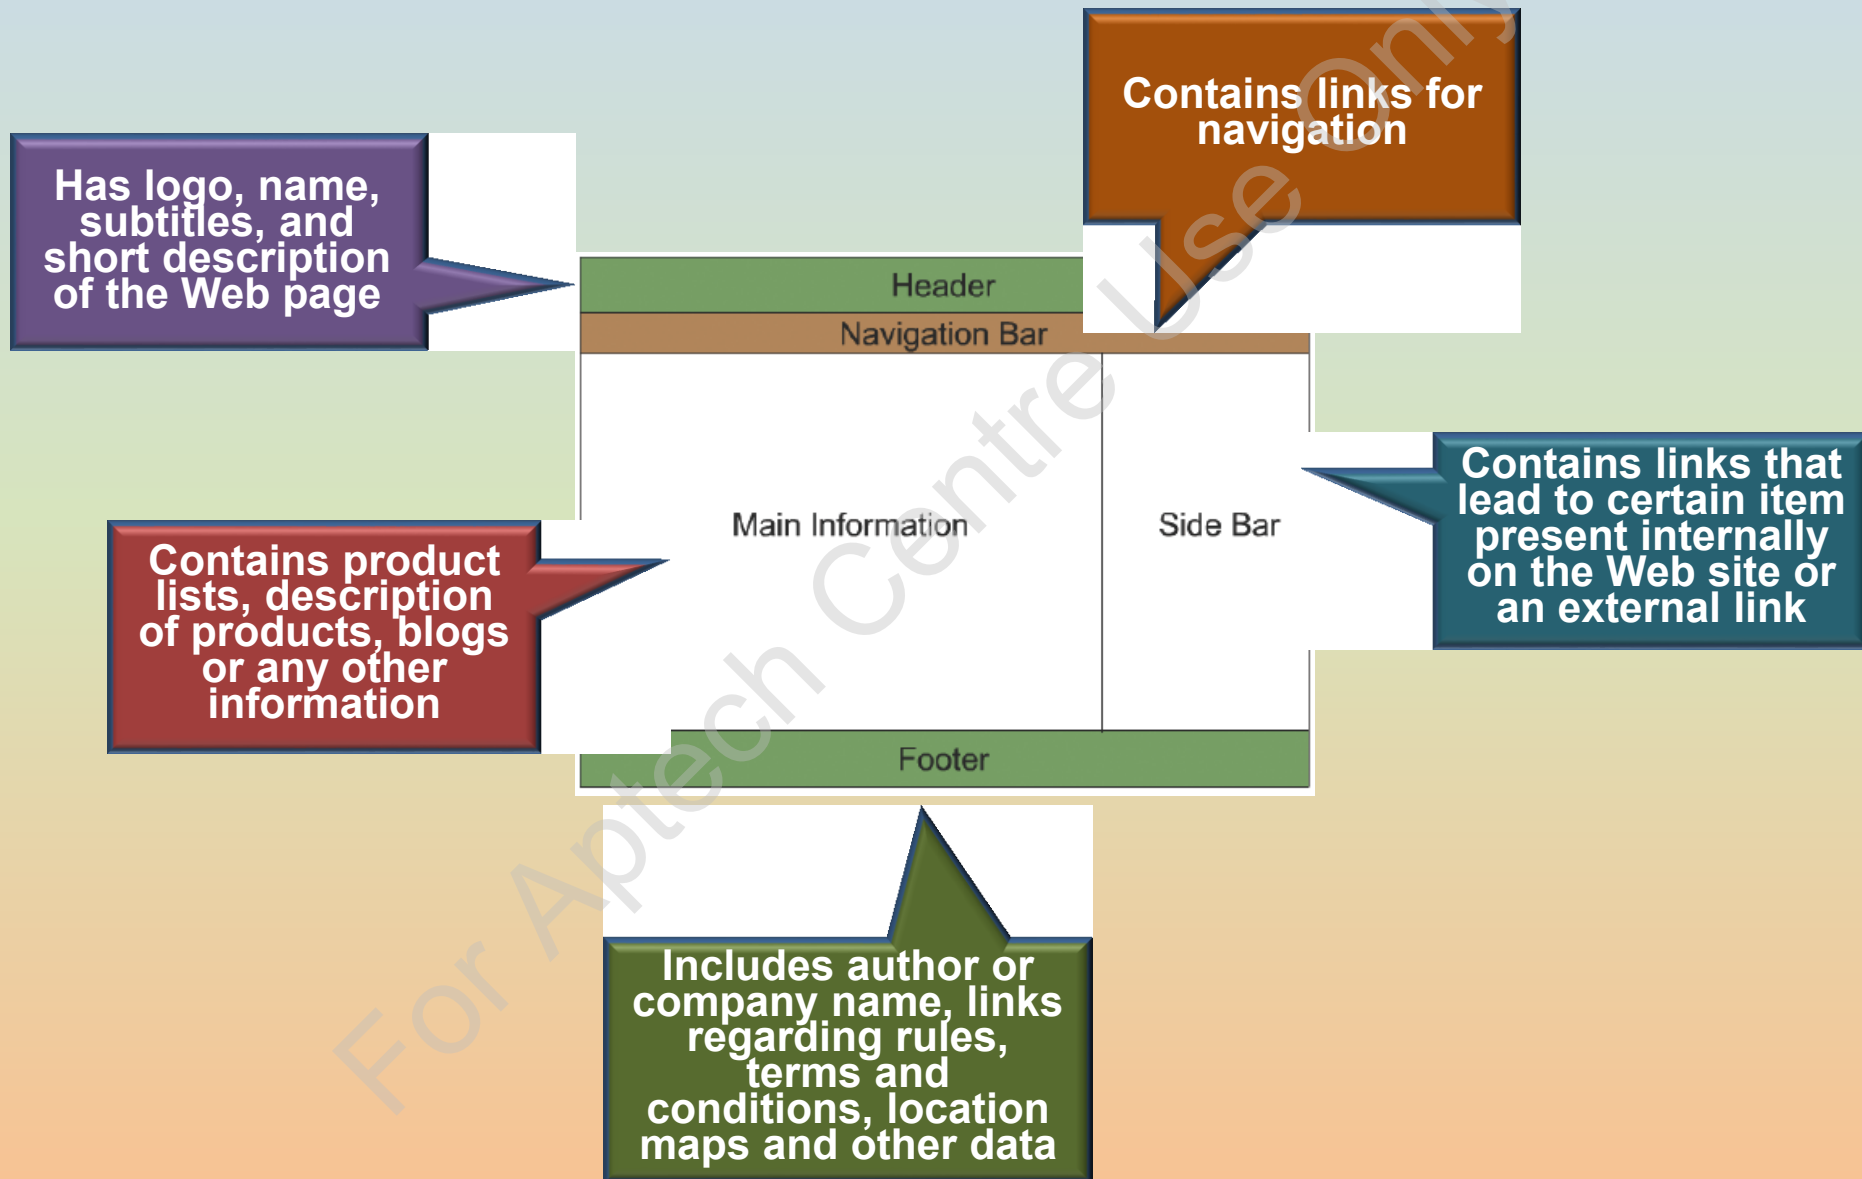 Contains links for
navigation
Has logo, name,
subtitles, and
short description
of the Web page
Header
Navigation Bar
Main Information
Side Bar
Contains links that
lead to certain item
present internally
on the Web site or
an external link
Contains product
lists, description
of products, blogs
or any other
information
Footer
Includes author or
company name, links
regarding rules,
terms and
conditions, location
maps and other data
For Aptech Centre Use Only